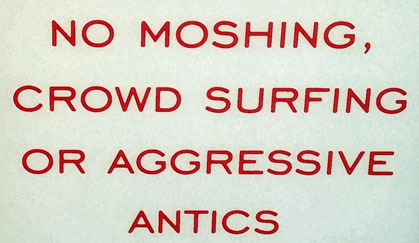 NO MOSHING,
CROWD SURFING
OR AGGRESSIVE
ANTICS